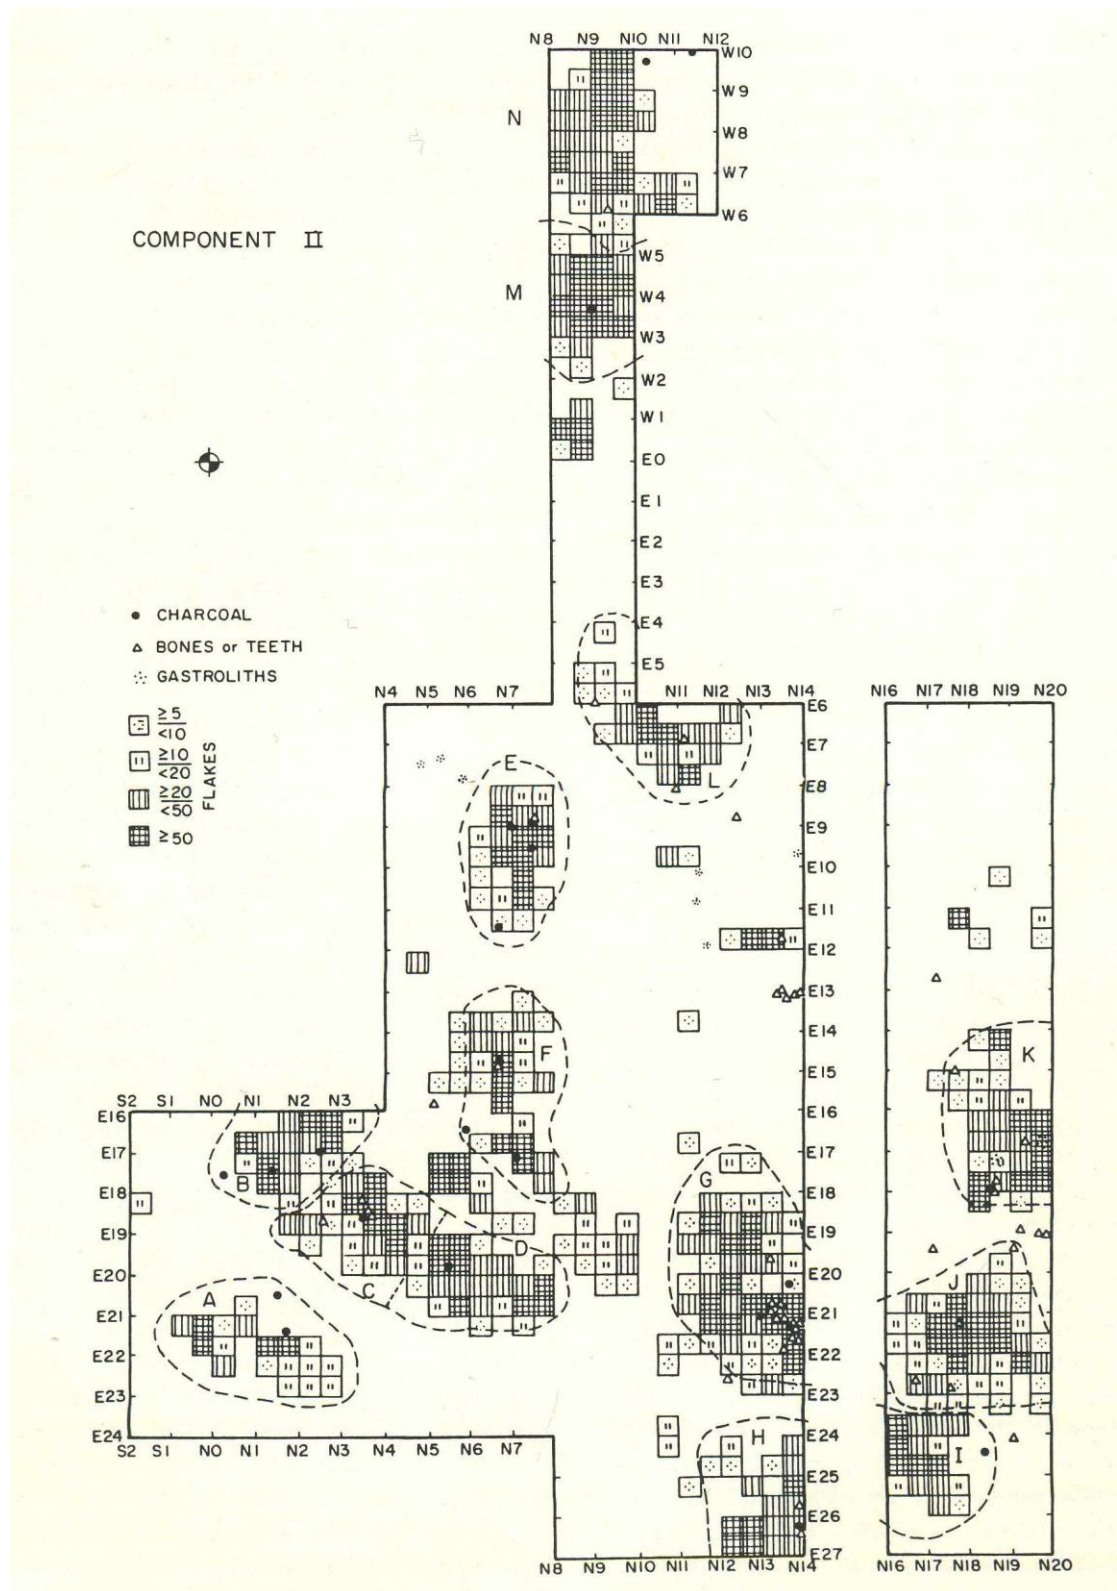 N8 N9 N10 N11 N12
W10
W9
N
W8
W7
W6
COMPONENT II
W5
M
W4
W3
W2
W1
E0
E1
E2
E3
CHARCOAL
E4
BONES or TEETH
E5
GASTROLITHS
N4 N5 N6 N7
N11 N12 N13 N14
N16 N17 N18 N19 N20
E6
≥5
<10
≥10
<20
≥20
<50
≥50
FLAKES
E7
E
L
E8
E9
E10
E11
E12
E13
E14
F
K
E15
S2 S1 N0 N1 N2 N3
E16
E16
E17
E17
B
G
E18
E18
E19
E19
D
E20
E20
C
J
A
E21
E21
E22
E22
E23
E23
E24
E24
S2 S1 N0 N1 N2 N3 N4 N5 N6 N7
H
I
E25
E26
E27
N8 N9 N10 N11 N12 N13 N14
N16 N17 N18 N19 N20